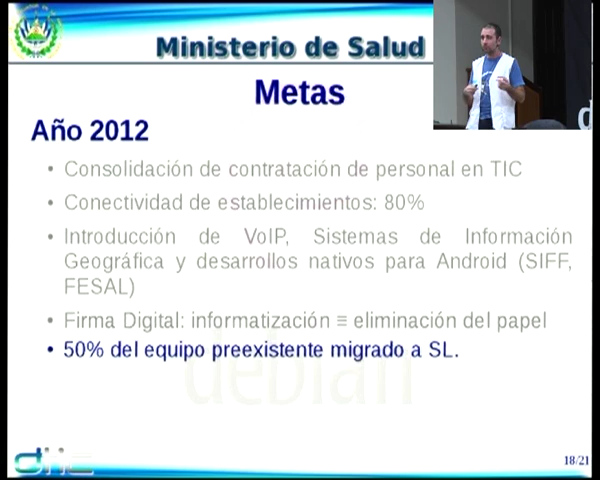 Ministerio de Salud
Metas
Año 2012
• Consolidación de contratación de personal en TIC
• Conectividad de establecimientos: 80%
• Introducción de VoIP, Sistemas de Información
Geográfica y desarrollos nativos para Android (SIFF,
FESAL)
• Firma Digital: informatización ≡ eliminación del papel
• 50% del equipo preexistente migrado a SL.
debian
18/21
d